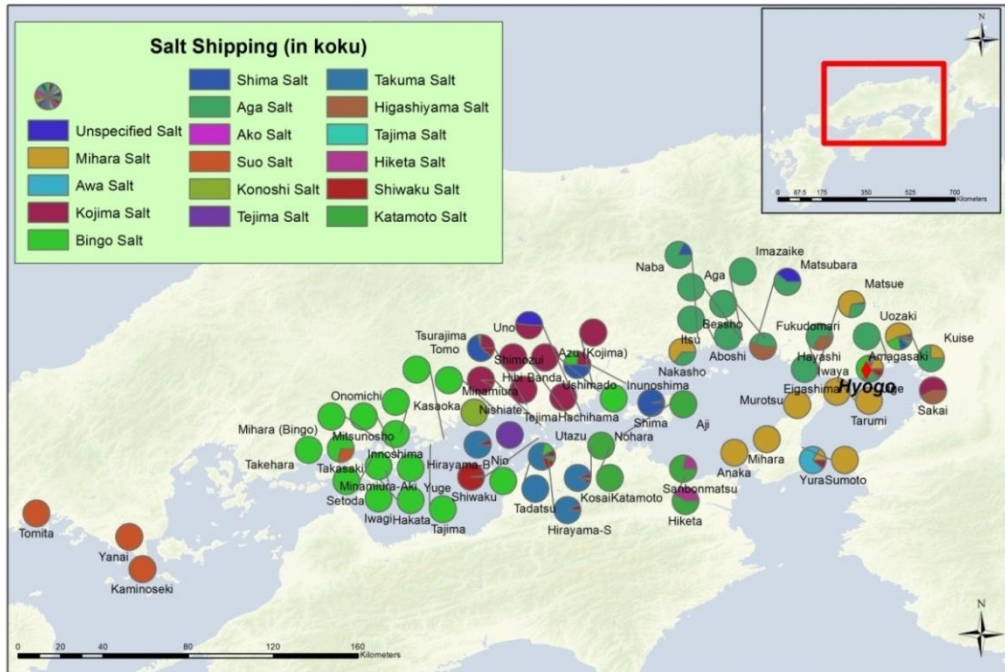 Salt Shipping (in koku)
Unspecified Salt
Mihara Salt
Awa Salt
Kojima Salt
Bingo Salt
Shima Salt
Aga Salt
Ako Salt
Suo Salt
Konoshi Salt
Tejima Salt
Takuma Salt
Higashiyama Salt
Tajima Salt
Hiketa Salt
Shiwaku Salt
Katamoto Salt
N
0 87.5 175 350 525 700
Kilometers
Naba
Aga
Imazaike
Matsubara
Matsue
Uozaki
Kuise
Itsu
Bessho
Aboshi
Nakasho
Fukudomari
Hayashi
Iwaya
Amagasaki
Hyogo
Eigashima
Murotsu
Tarumi
Sakai
Anaka
Mihara
Yura
Sumoto
Tsurajima
Tomo
Uno
Shimozui
Azu (Kojima)
Hibi
Banda
Ushimado
Inunoshima
Minamiura
Nishiate
Tejima
Hachihama
Shima
Aji
Kasaoka
Onomichi
Mihara (Bingo)
Mitsunosho
Takehara
Takasaki
Innoshima
Hirayama-B
Nio
Utazu
Nohara
Minamiura-Aki
Yuge
Shiwaku
Tadatsu
Kosai
Katamoto
Sanbonmatsu
Hiketa
Setoda
Iwagi
Hakata
Tajima
Hirayama-S
Tomita
Yanai
Kaminoseki
0 20 40 80 120 160
Kilometers
N